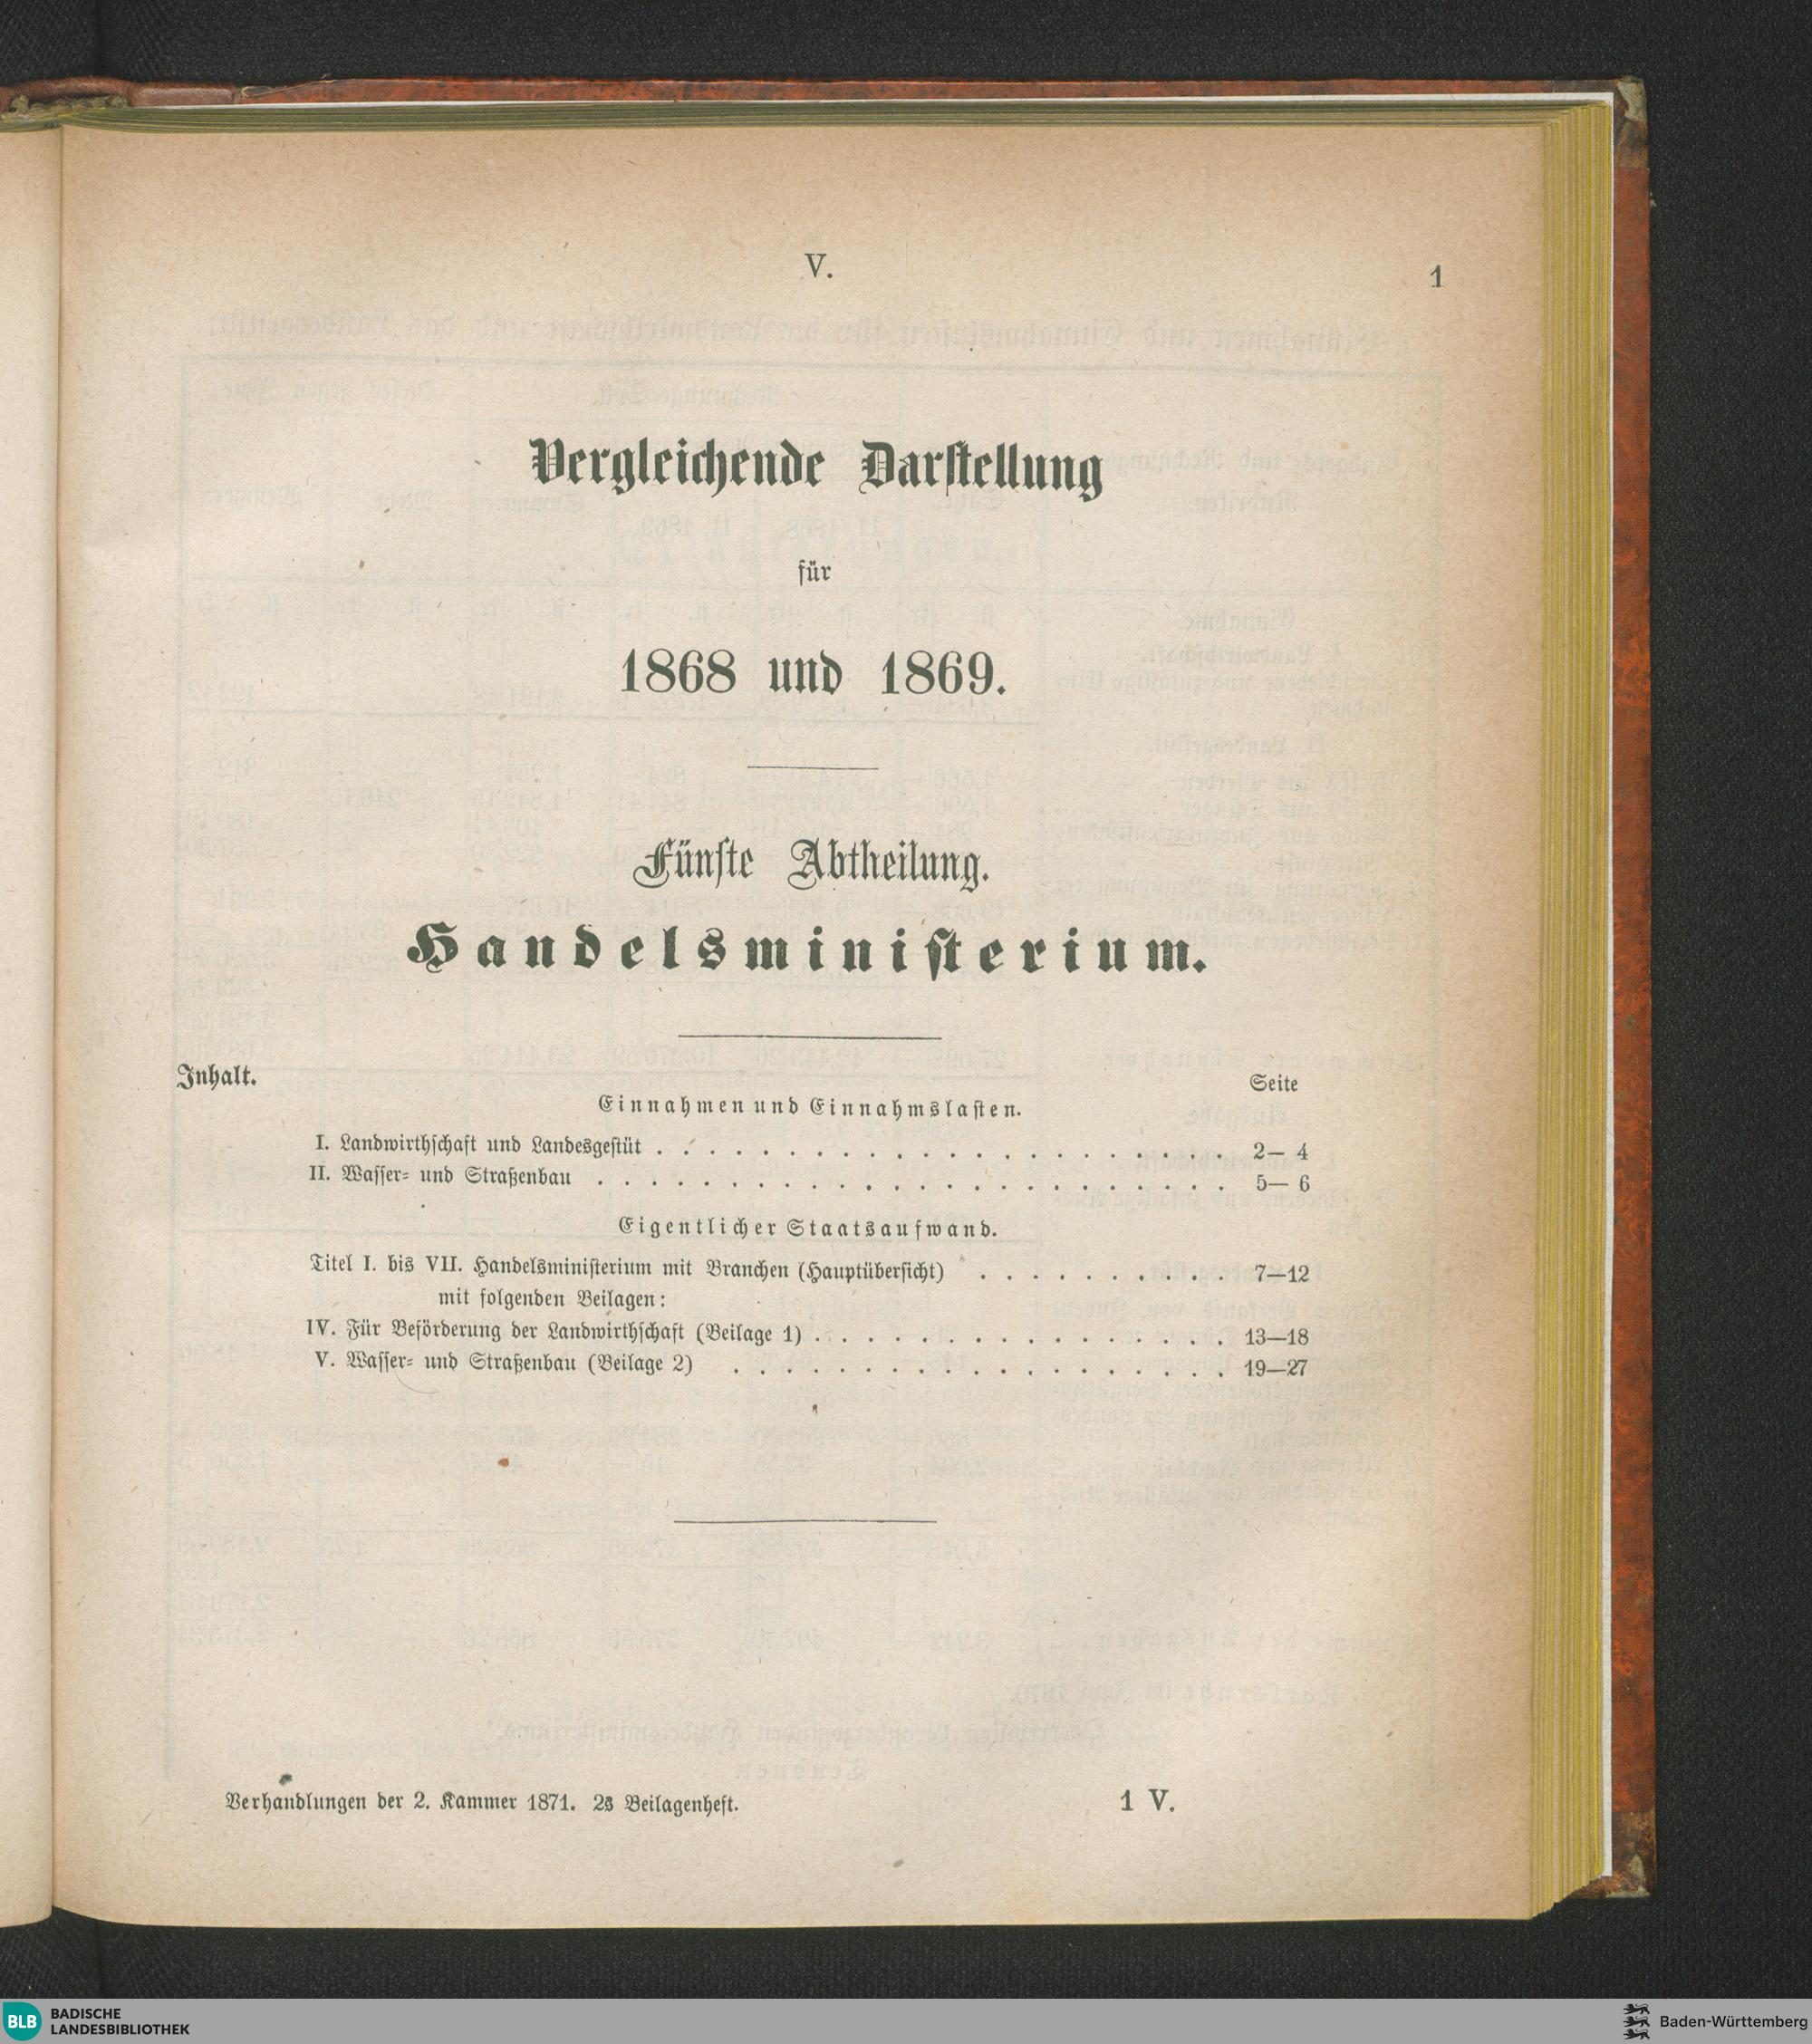 V.
1
Vergleichende Darstellung
für
1868 und 1869.
Fünfte Abtheilung.
Handelsministerium.
Inhalt.
Seite
Einnahmen und Einnahmslasten.
I. Landwirthschaft und Landesgestüt . . . . . . . . . . . . . . . . . . . . . . 2— 4
II. Wasser- und Straßenbau . . . . . . . . . . . . . . . . . . . . . . . . 5— 6
Eigentlicher Staatsaufwand.
Titel I. bis VII. Handelsministerium mit Branchen (Hauptübersicht) . . . . . . . . . . 7—12
mit folgenden Beilagen:
IV. Für Beförderung der Landwirthschaft (Beilage 1) . . . . . . . . . . . . . . . . 13—18
V. Wasser- und Straßenbau (Beilage 2) . . . . . . . . . . . . . . . . . . . 19—27
Verhandlungen der 2. Kammer 1871. 2s Beilagenheft.
1 V.
BLB
BADISCHE
LANDESBIBLIOTHEK
Baden-Württemberg